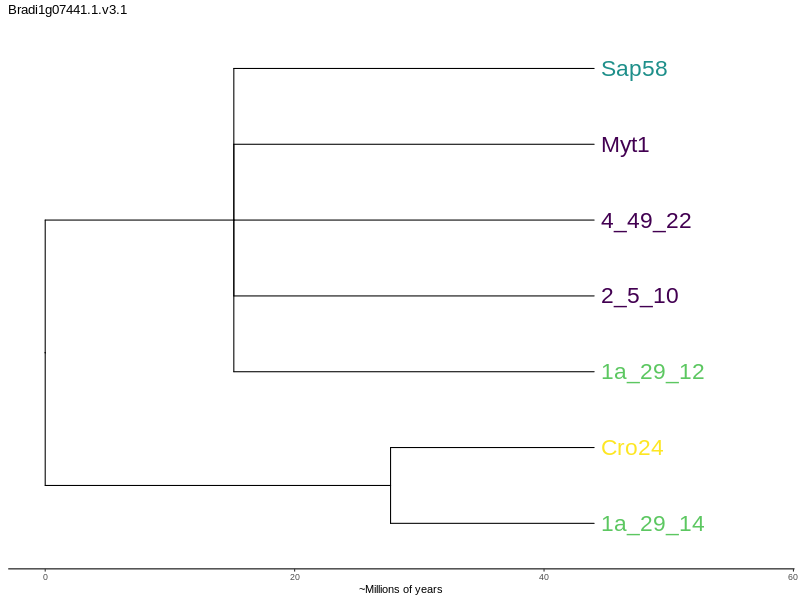 Bradi1g07441.1.v3.1
Sap58
Myt1
4_49_22
2_5_10
1a_29_12
Cro24
1a_29_14
0 20 40 60
~Millions of years